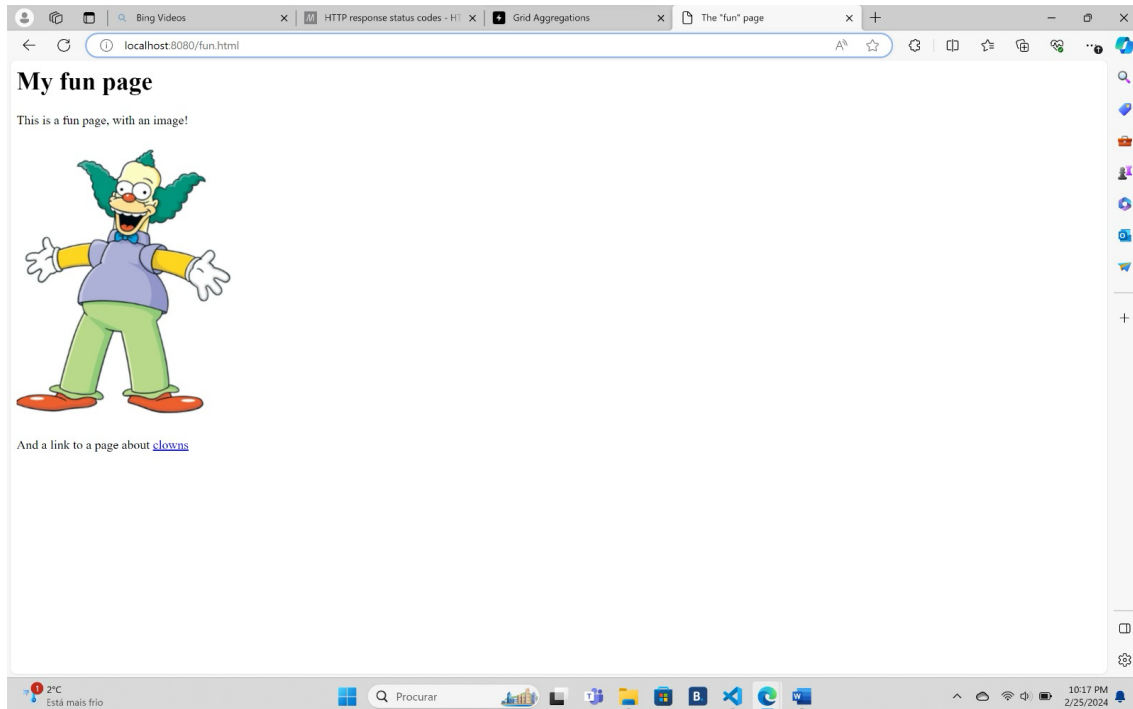 Bing Videos
HTTP response status codes - HT
Grid Aggregations
The "fun" page
localhost:8080/fun.html
My fun page
This is a fun page, with an image!
And a link to a page about clowns
1
2°C
Está mais frio
Procurar
B.
10:17 PM
2/25/2024